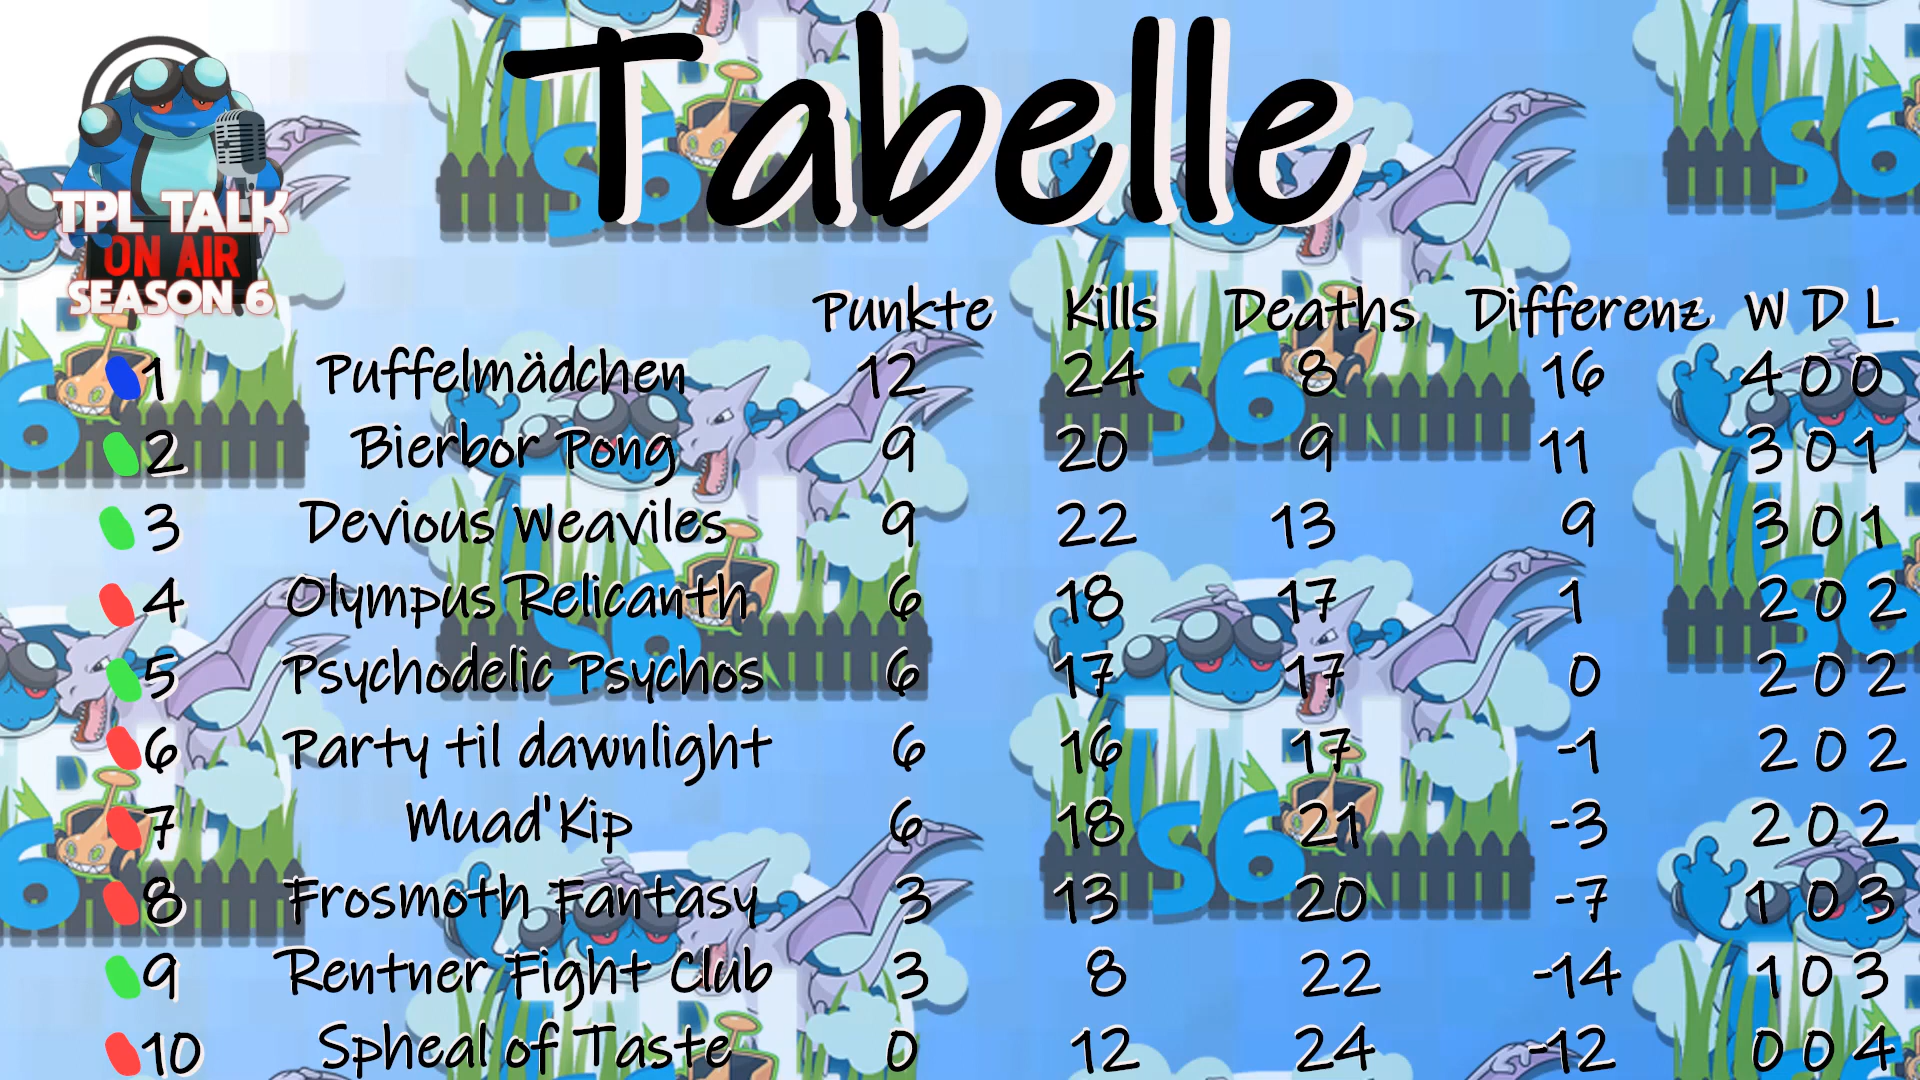 Tabelle
TPL TALK
ON AIR
SEASON 6
Punkte Kills Deaths Differenz W D L
1 Puffelmädchen 12 24 8 16 4 0 0
2 Bierbor Pong 9 20 9 11 3 0 1
3 Devious Weaviles 9 22 13 9 3 0 1
4 Olympus Relicanth 6 18 17 1 2 0 2
5 Psychodelic Psychos 6 17 17 0 2 0 2
6 Party til dawnlight 6 16 17 -1 2 0 2
7 Muad'Kip 6 18 21 -3 2 0 2
8 Frosmoth Fantasy 3 13 20 -7 1 0 3
9 Rentner Fight Club 3 8 22 -14 1 0 3
10 Spheal of Taste 0 12 24 -12 0 0 4